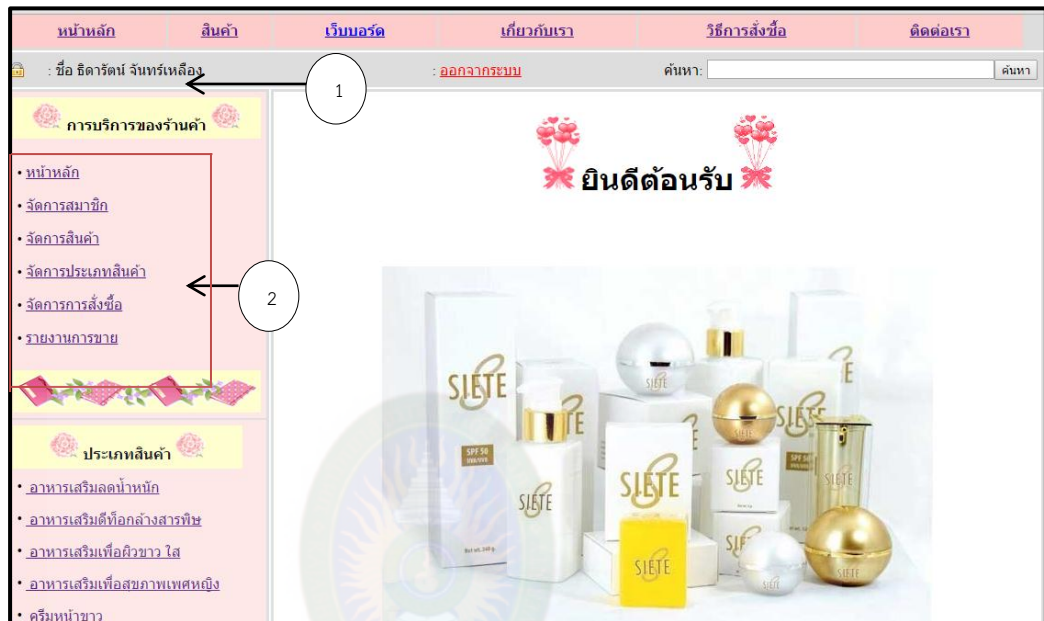 หน้าหลัก สินค้า เว็บบอร์ด เกี่ยวกับเรา วิธีการสั่งซื้อ ติดต่อเรา
: ชื่อ ธิดารัตน์ จันทร์เหลือง : ออกจากระบบ ค้นหา: ค้นหา
1
การบริการของร้านค้า
• หน้าหลัก
• จัดการสมาชิก
• จัดการสินค้า
• จัดการประเภทสินค้า
• จัดการการสั่งซื้อ
• รายงานการขาย
2
ยินดีต้อนรับ
ประเภทสินค้า
• อาหารเสริมลดน้ำหนัก
• อาหารเสริมดีท็อกล้างสารพิษ
• อาหารเสริมเพื่อผิวขาว ใส
• อาหารเสริมเพื่อสุขภาพเพศหญิง
• ครีมหน้าขาว
SIETE
SPF 50
SIETE
SIETE
SIETE
SIETE
SIETE
SIETE
SIETE
SIETE